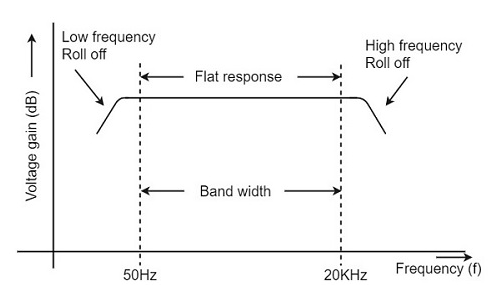 Low frequency
Roll off
High frequency
Roll off
Flat response
Voltage gain (dB)
Band width
50Hz
20KHz
Frequency (f)